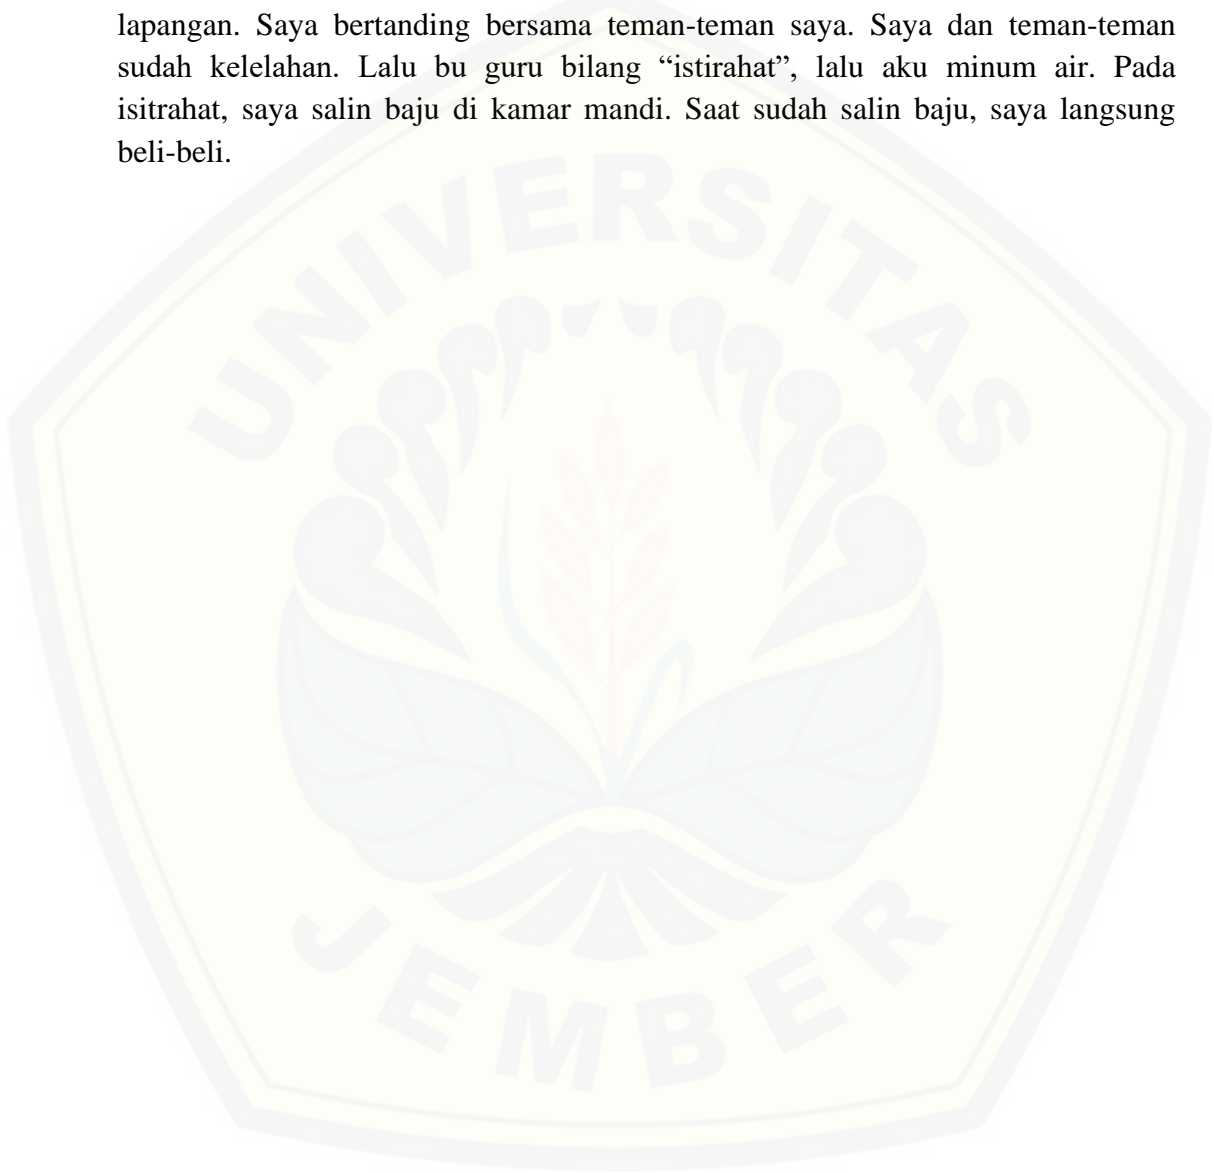 lapangan. Saya bertanding bersama teman-teman saya. Saya dan teman-teman
sudah kelelahan. Lalu bu guru bilang “istirahat”, lalu aku minum air. Pada
isitrahat, saya salin baju di kamar mandi. Saat sudah salin baju, saya langsung
beli-beli.
UNIVERSITAS
JEMBER